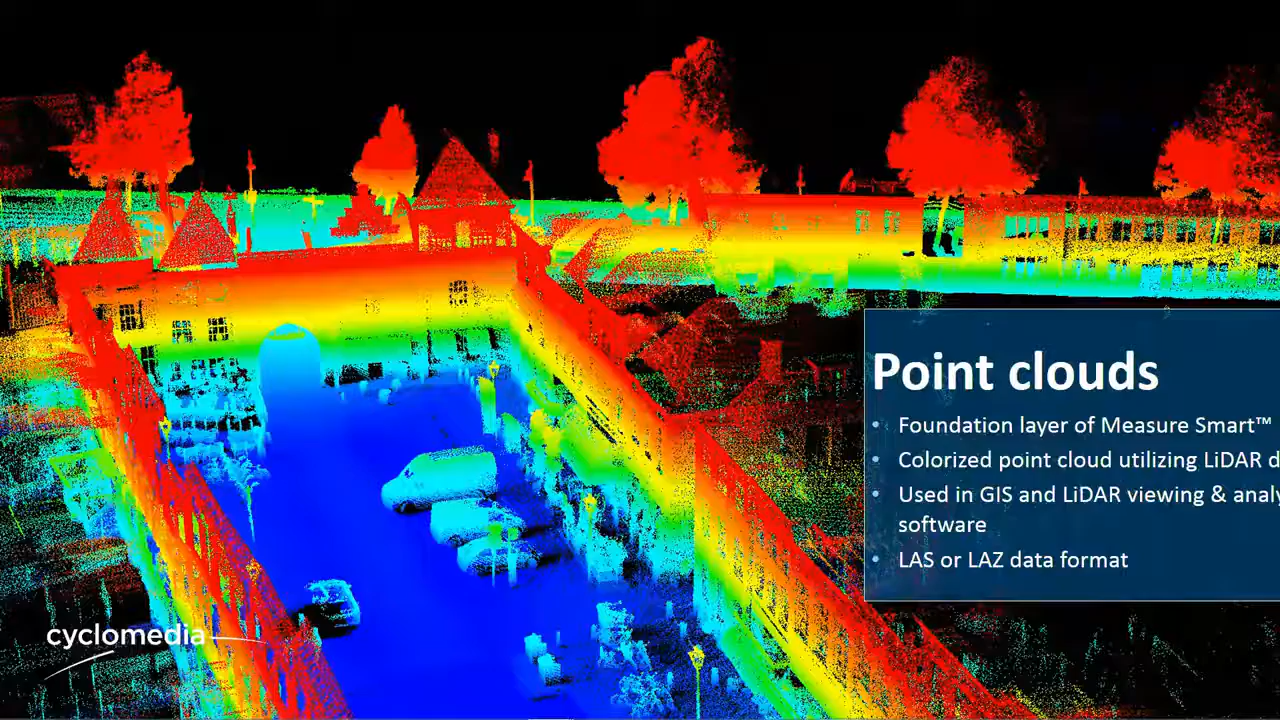 Point clouds
• Foundation layer of Measure Smart™
• Colorized point cloud utilizing LiDAR
• Used in GIS and LiDAR viewing &
software
• LAS or LAZ data format
cyclomedia